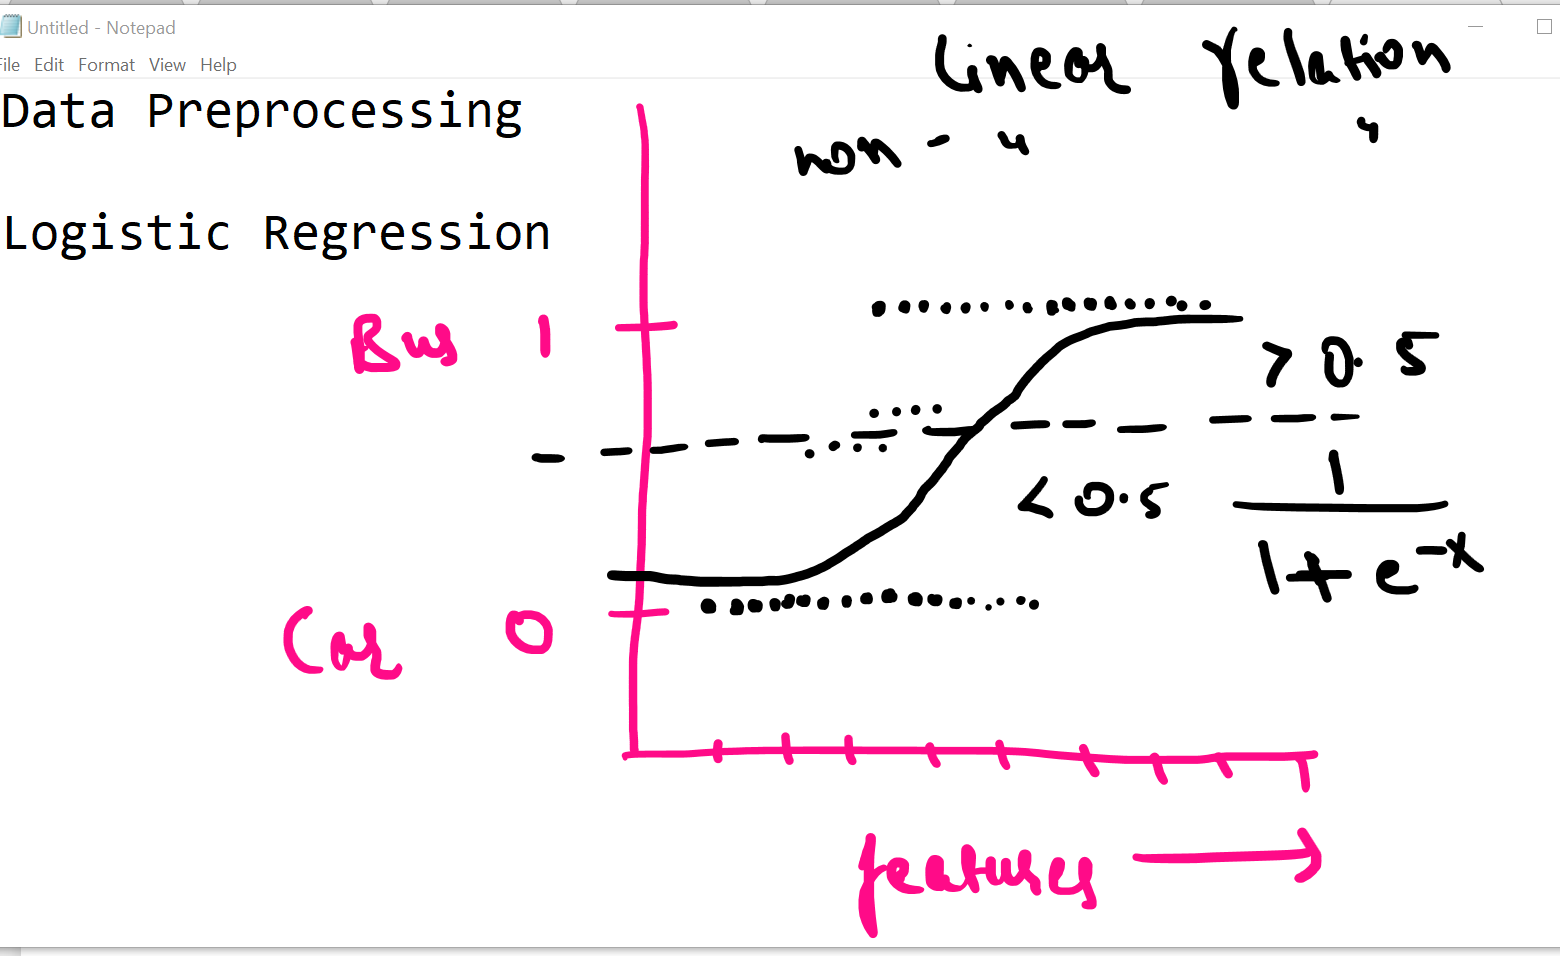 Untitled - Notepad
File Edit Format View Help
Linear relation
Data Preprocessing
non - " "
Logistic Regression
Bus 1
> 0.5
< 0.5
1
1 + e^-x
Car 0
features